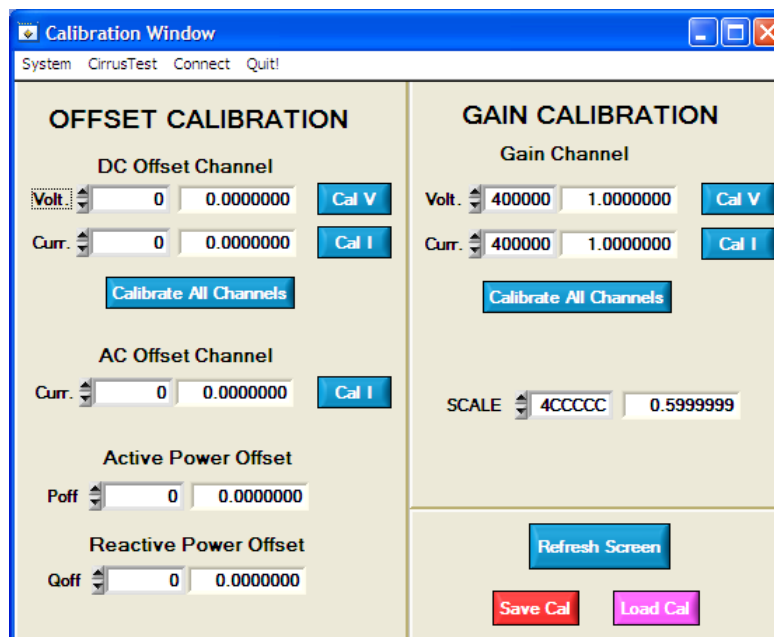 Calibration Window
System CirrusTest Connect Quit!
OFFSET CALIBRATION
DC Offset Channel
Volt. 0 0.0000000 Cal V
Curr. 0 0.0000000 Cal I
Calibrate All Channels
AC Offset Channel
Curr. 0 0.0000000 Cal I
Active Power Offset
Poff 0 0.0000000
Reactive Power Offset
Qoff 0 0.0000000
GAIN CALIBRATION
Gain Channel
Volt. 400000 1.0000000 Cal V
Curr. 400000 1.0000000 Cal I
Calibrate All Channels
SCALE 4CCCCC 0.5999999
Refresh Screen
Save Cal Load Cal